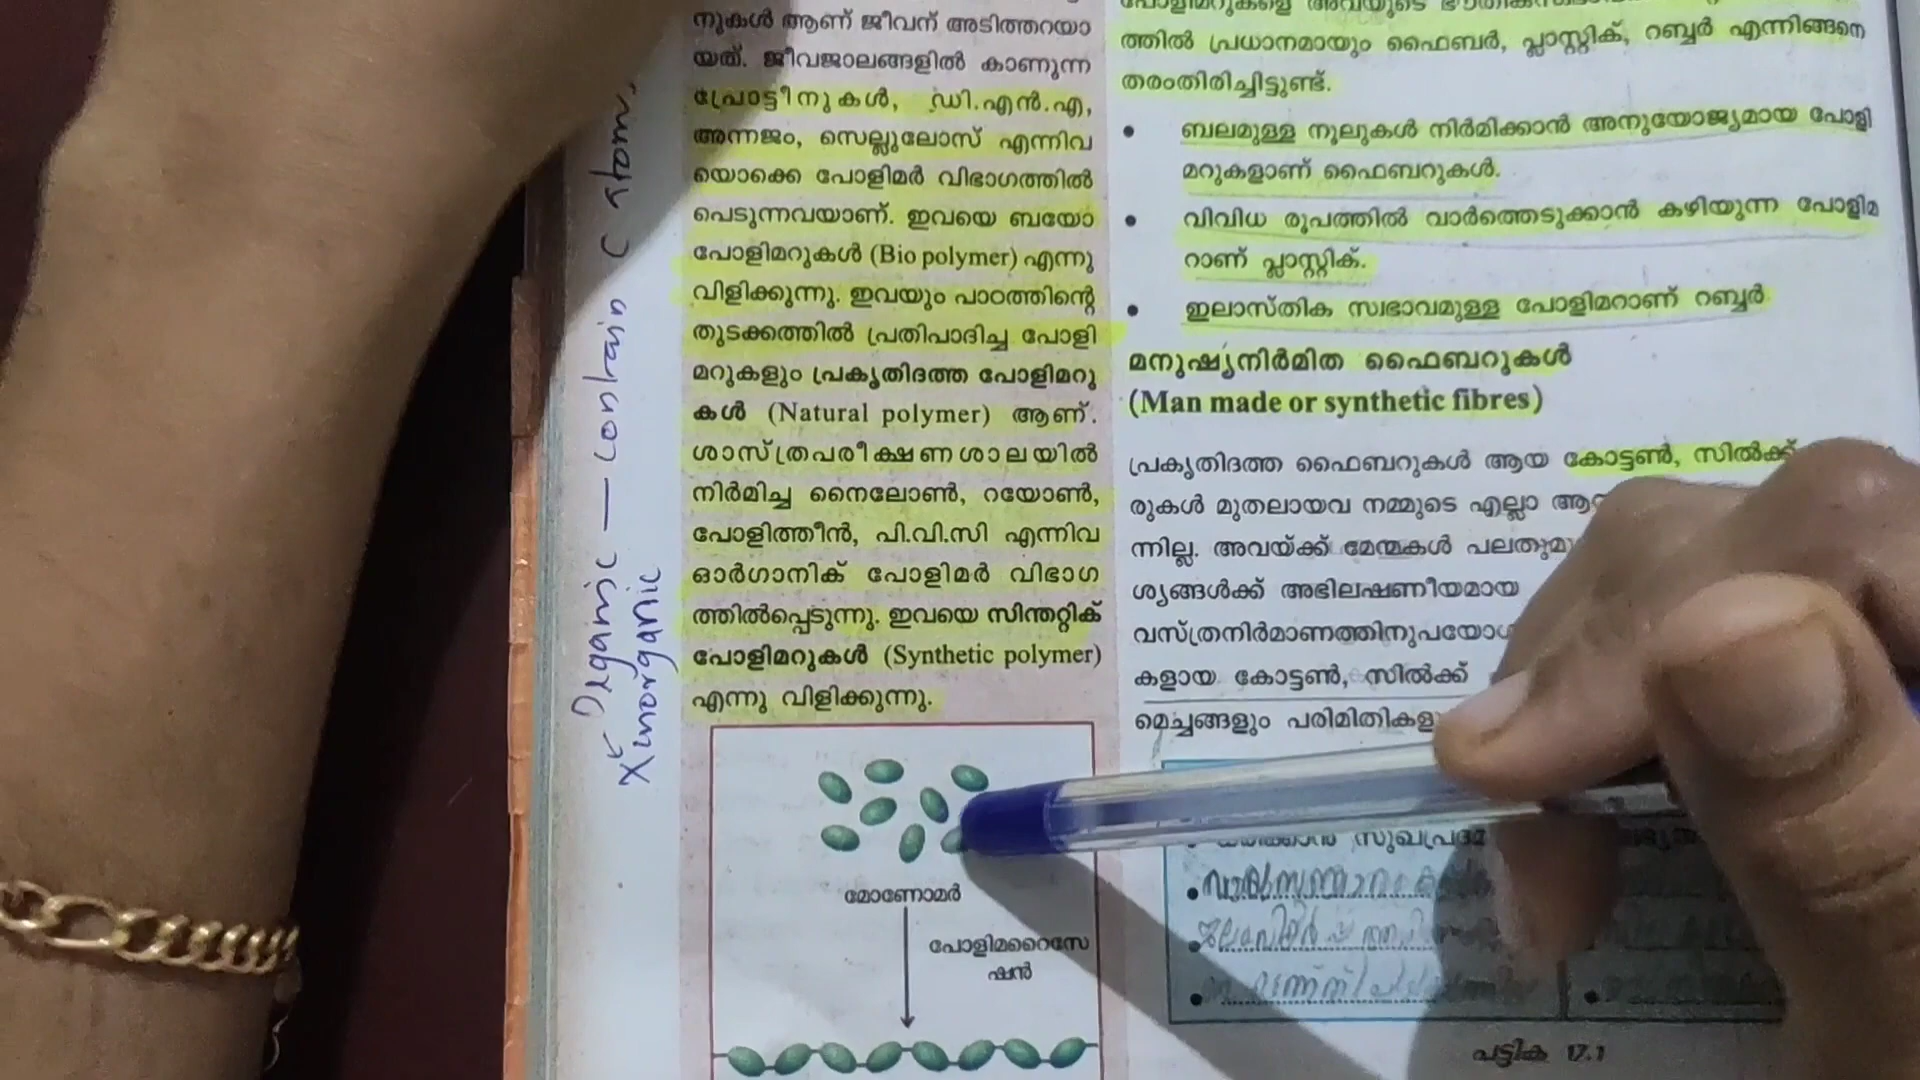 നുകൾ ആണ് ജീവന് അടിത്തറയാ
യത്. ജീവജാലങ്ങളിൽ കാണുന്ന
പ്രോട്ടീനുകൾ, ഡി.എൻ.എ,
അന്നജം, സെല്ലുലോസ് എന്നിവ
യൊക്കെ പോളിമർ വിഭാഗത്തിൽ
പെടുന്നവയാണ്. ഇവയെ ബയോ
പോളിമറുകൾ (Bio polymer) എന്നു
വിളിക്കുന്നു. ഇവയും പാഠത്തിന്റെ
തുടക്കത്തിൽ പ്രതിപാദിച്ച പോളി
മറുകളും പ്രകൃതിദത്ത പോളിമറു
കൾ (Natural polymer) ആണ്.
ശാസ്ത്രപരീക്ഷണശാലയിൽ
നിർമിച്ച നൈലോൺ, റയോൺ,
പോളിത്തീൻ, പി.വി.സി എന്നിവ
ഓർഗാനിക് പോളിമർ വിഭാഗ
ത്തിൽപ്പെടുന്നു. ഇവയെ സിന്തറ്റിക്
പോളിമറുകൾ (Synthetic polymer)
എന്നു വിളിക്കുന്നു.
മോണോമർ
പോളിമറൈസേ
ഷൻ
Organic — contain C atom.
inorganic
പോളിമറുകളെ അവയുടെ
ത്തിൽ പ്രധാനമായും ഫൈബർ, പ്ലാസ്റ്റിക്, റബ്ബർ എന്നിങ്ങനെ
തരംതിരിച്ചിട്ടുണ്ട്.
• ബലമുള്ള നൂലുകൾ നിർമിക്കാൻ അനുയോജ്യമായ പോളി
മറുകളാണ് ഫൈബറുകൾ.
• വിവിധ രൂപത്തിൽ വാർത്തെടുക്കാൻ കഴിയുന്ന പോളിമ
റാണ് പ്ലാസ്റ്റിക്.
• ഇലാസ്തിക സ്വഭാവമുള്ള പോളിമറാണ് റബ്ബർ
മനുഷ്യനിർമിത ഫൈബറുകൾ
(Man made or synthetic fibres)
പ്രകൃതിദത്ത ഫൈബറുകൾ ആയ കോട്ടൺ, സിൽക്ക്
രുകൾ മുതലായവ നമ്മുടെ എല്ലാ
ന്നില്ല. അവയ്ക്ക് മേന്മകൾ
ശ്യങ്ങൾക്ക് അഭിലഷണീയമായ
വസ്ത്രനിർമാണത്തിനുപയോഗ
കളായ കോട്ടൺ, സിൽക്ക്
മെച്ചങ്ങളും പരിമിതികളു
സുഖപ്രദമ
പട്ടിക 17.1